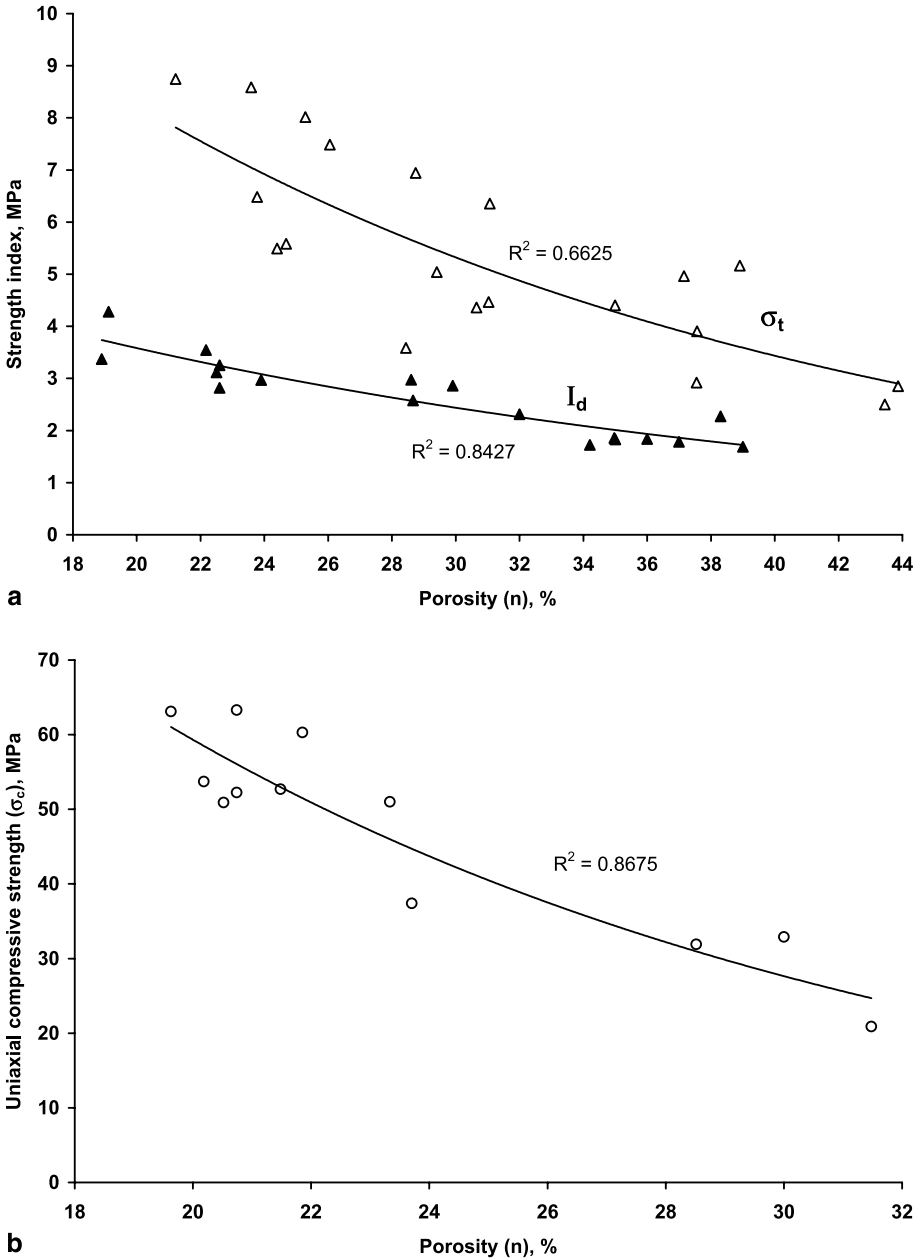 10
9
8
7
6
5
4
3
2
1
0
Strength index, MPa
R² = 0.6625
σt
Id
R² = 0.8427
18 20 22 24 26 28 30 32 34 36 38 40 42 44
Porosity (n), %
a
70
60
50
40
30
20
10
0
Uniaxial compressive strength (σc), MPa
R² = 0.8675
18 20 22 24 26 28 30 32
Porosity (n), %
b